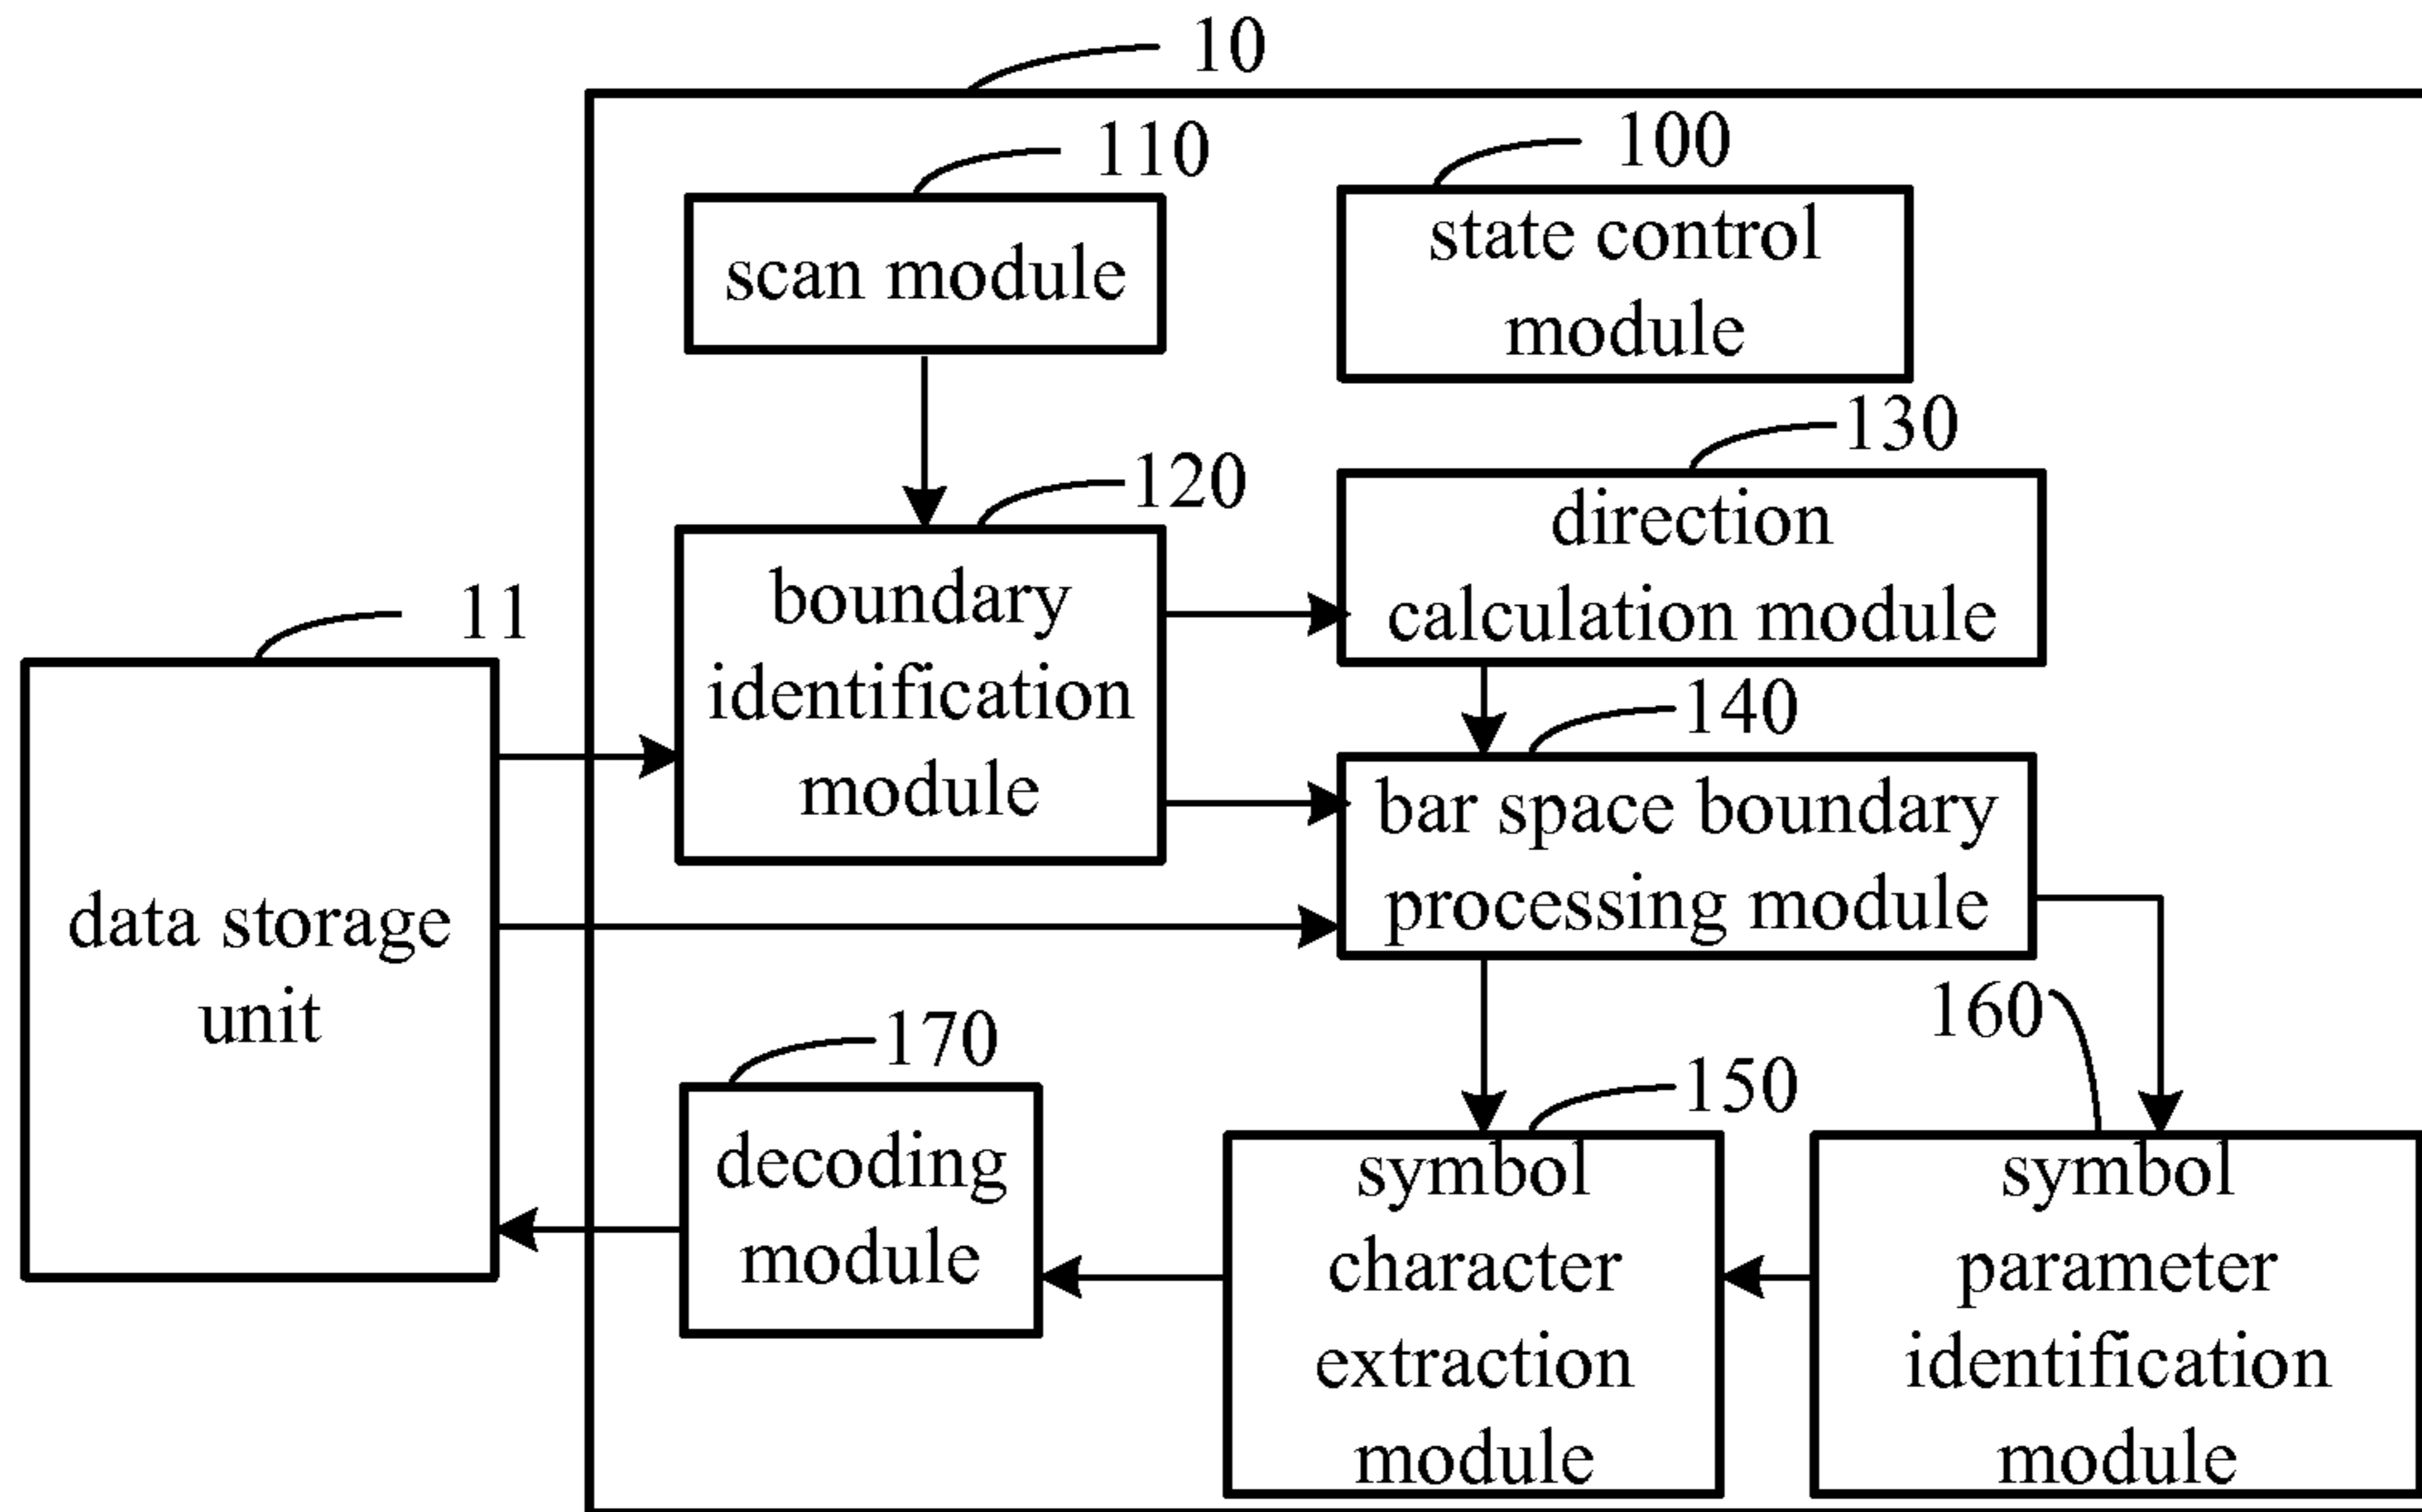 10
110
scan module
100
state control
module
120
boundary
identification
module
130
direction
calculation module
11
data storage
unit
140
bar space boundary
processing module
170
decoding
module
150
symbol
character
extraction
module
160
symbol
parameter
identification
module